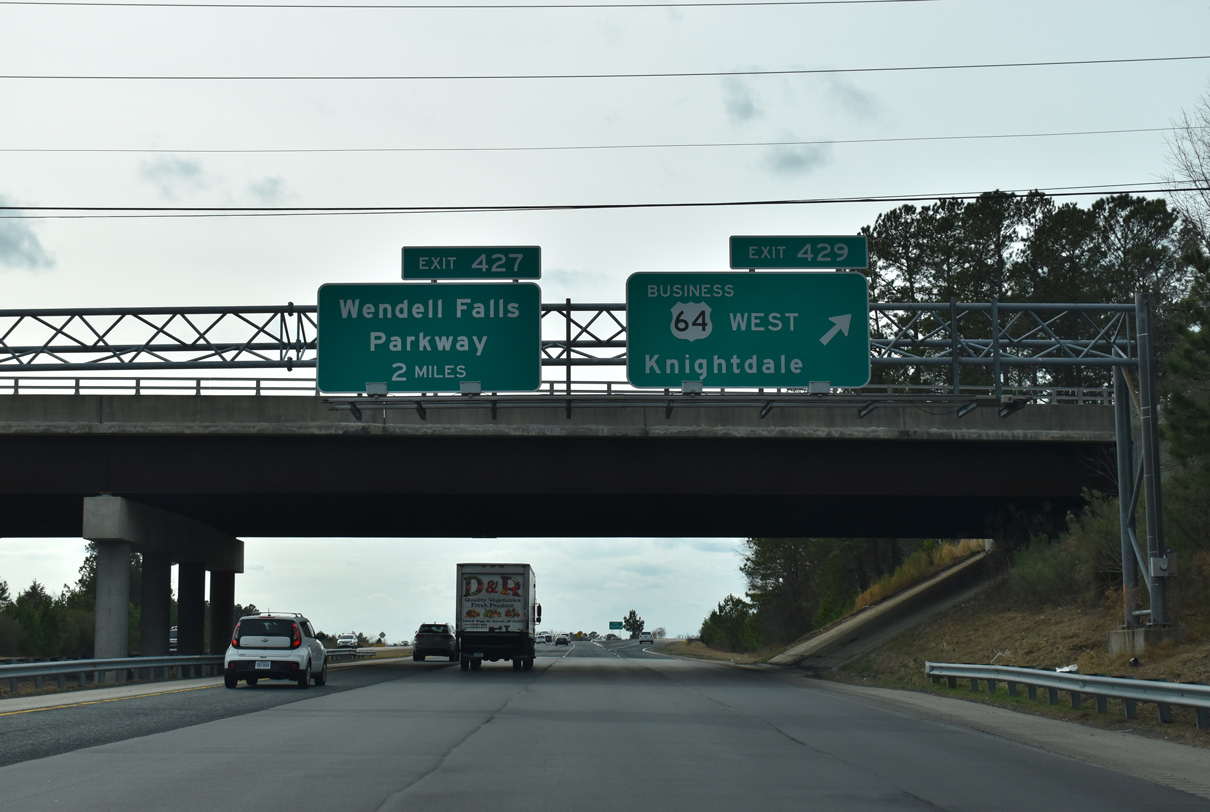 EXIT 427
Wendell Falls
Parkway
2 MILES
EXIT 429
BUSINESS
64 WEST
Knightdale
D&R
Quality Vegetables
Fresh Produce